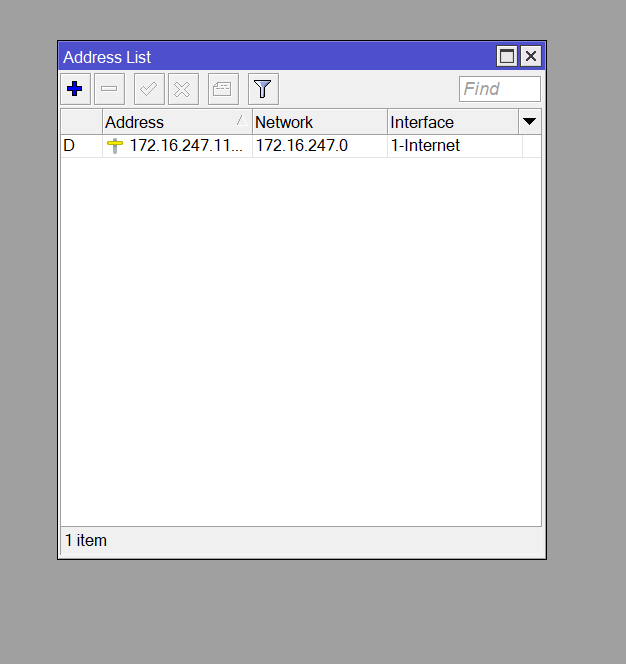 Address List
Find
Address Network Interface
D 172.16.247.11... 172.16.247.0 1-Internet
1 item